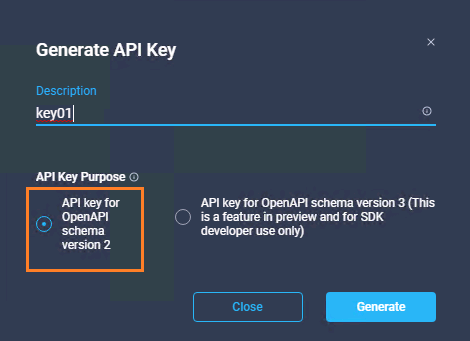 Generate API Key
Description
key01
API Key Purpose
API key for
OpenAPI
schema
version 2
API key for OpenAPI schema version 3 (This
is a feature in preview and for SDK
developer use only)
Close
Generate